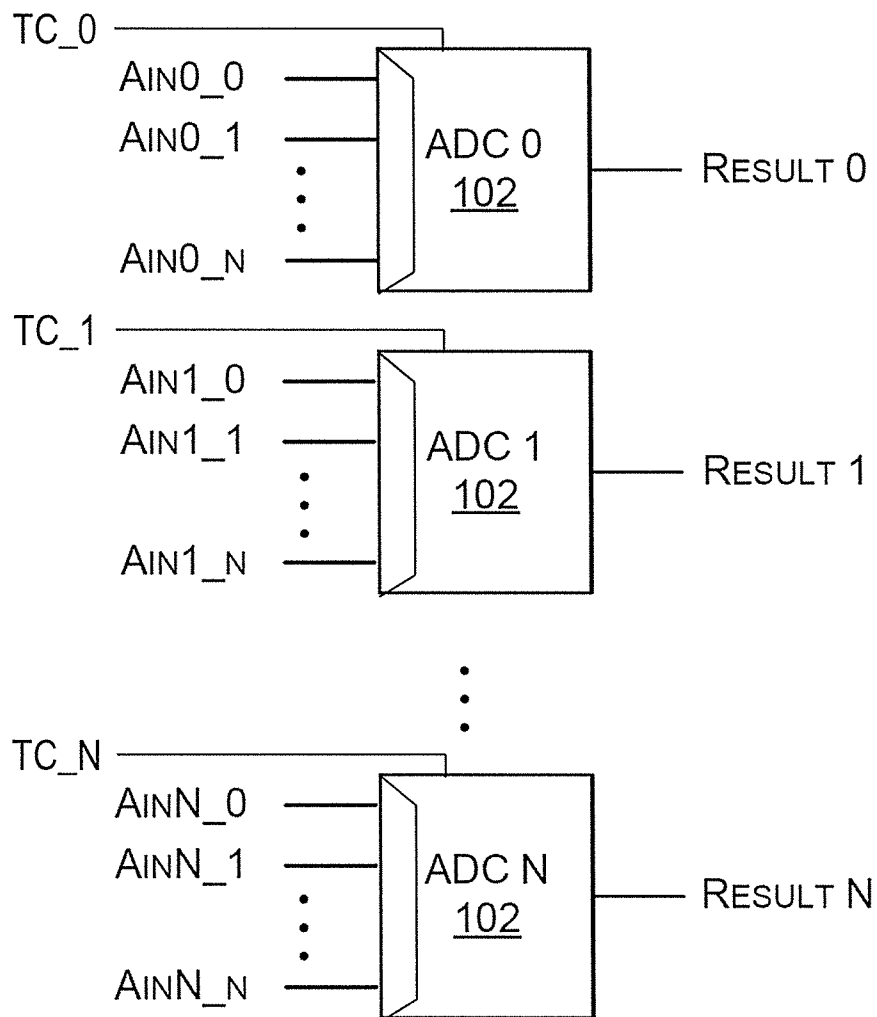 TC_0
AIN0_0
AIN0_1
AIN0_N
ADC 0
102
RESULT 0
TC_1
AIN1_0
AIN1_1
AIN1_N
ADC 1
102
RESULT 1
TC_N
AINN_0
AINN_1
AINN_N
ADC N
102
RESULT N